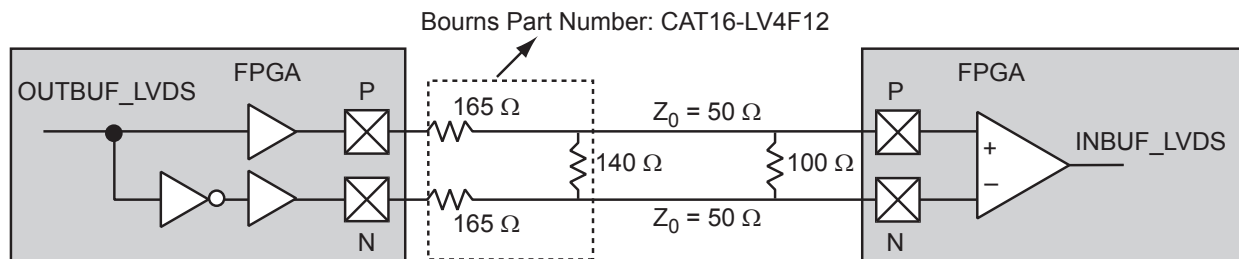 Bourns Part Number: CAT16-LV4F12
FPGA
FPGA
OUTBUF_LVDS
P
165 Ω
Z0 = 50 Ω
P
140 Ω
100 Ω
+
−
INBUF_LVDS
165 Ω
Z0 = 50 Ω
N
N